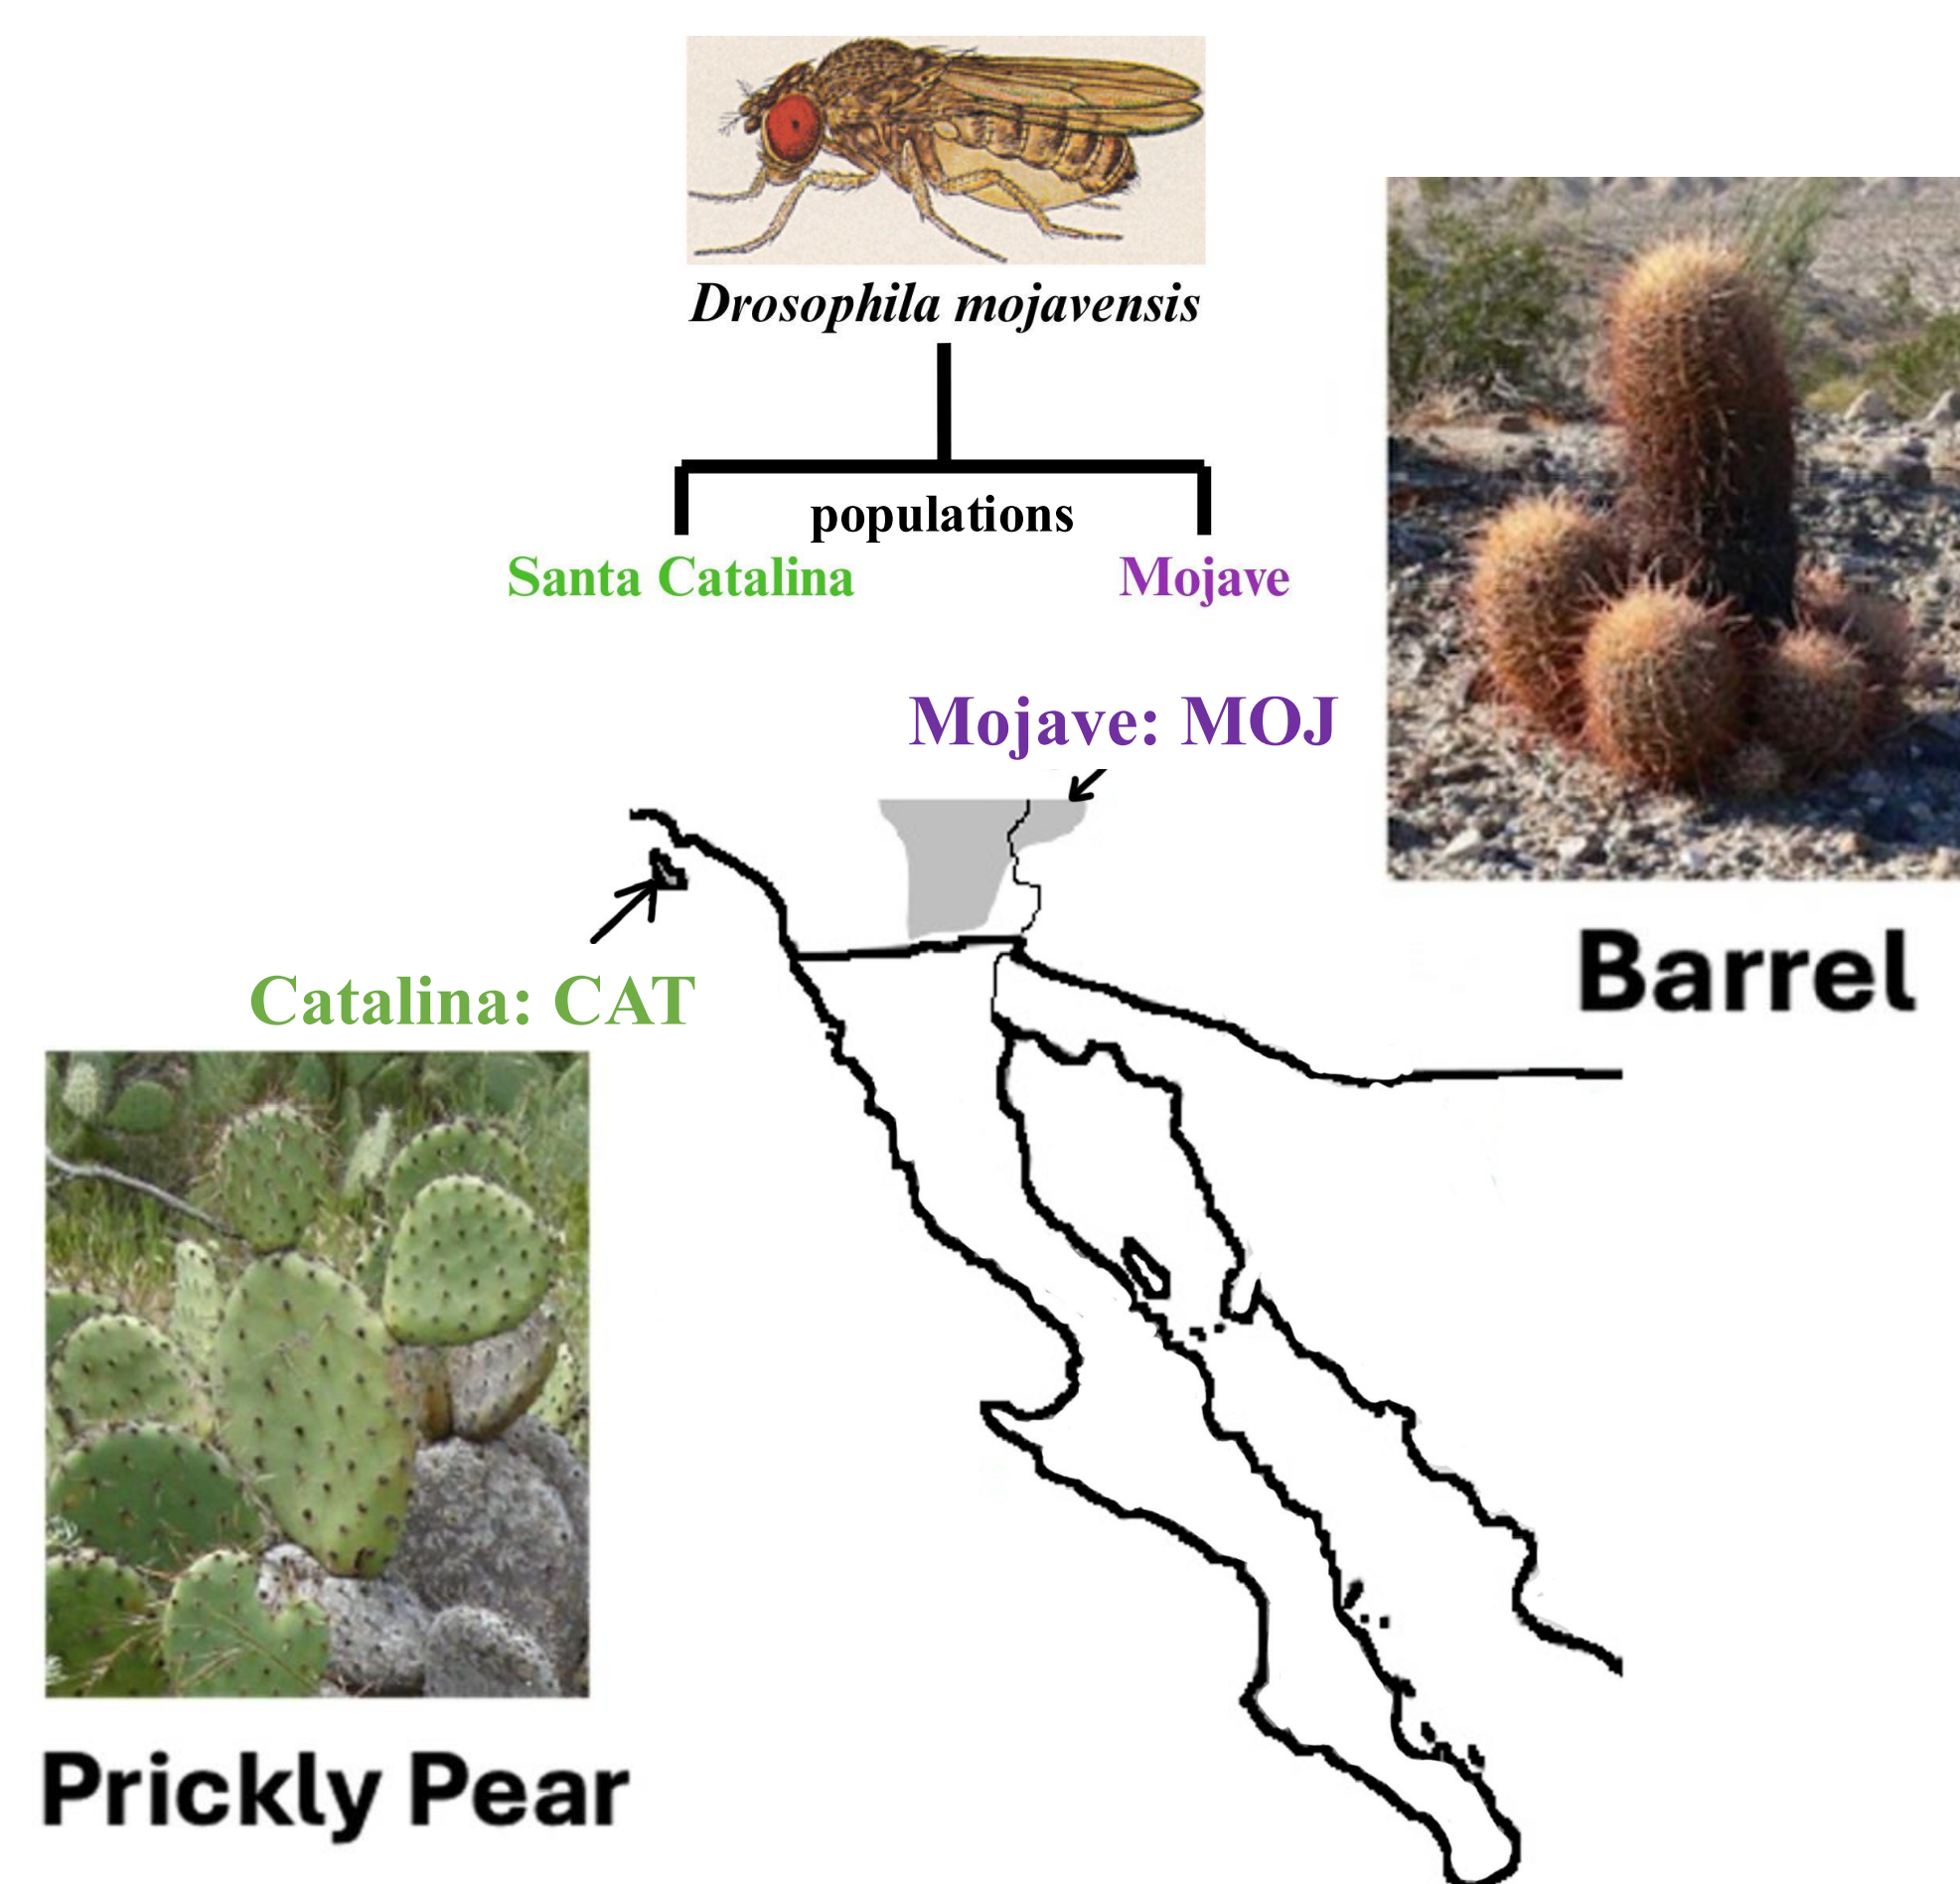 Drosophila mojavensis
populations
Santa Catalina
Mojave
Mojave: MOJ
Barrel
Catalina: CAT
Prickly Pear